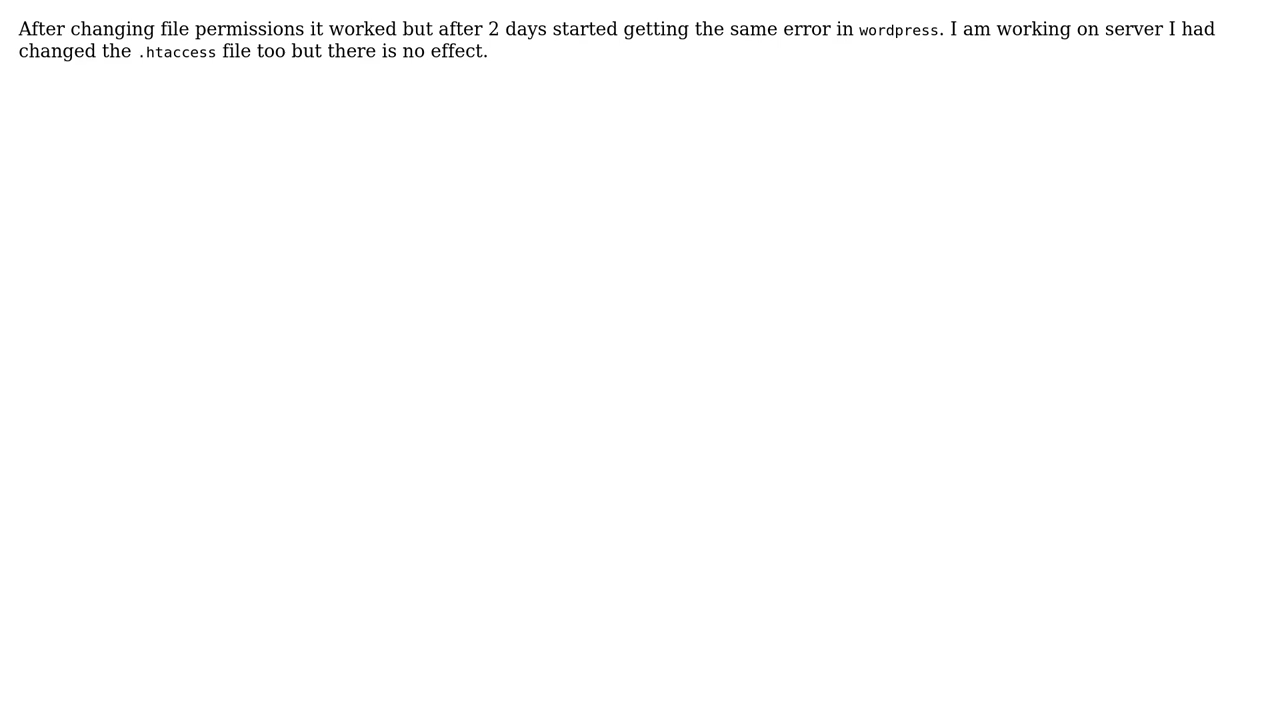 After changing file permissions it worked but after 2 days started getting the same error in wordpress. I am working on server I had
changed the .htaccess file too but there is no effect.